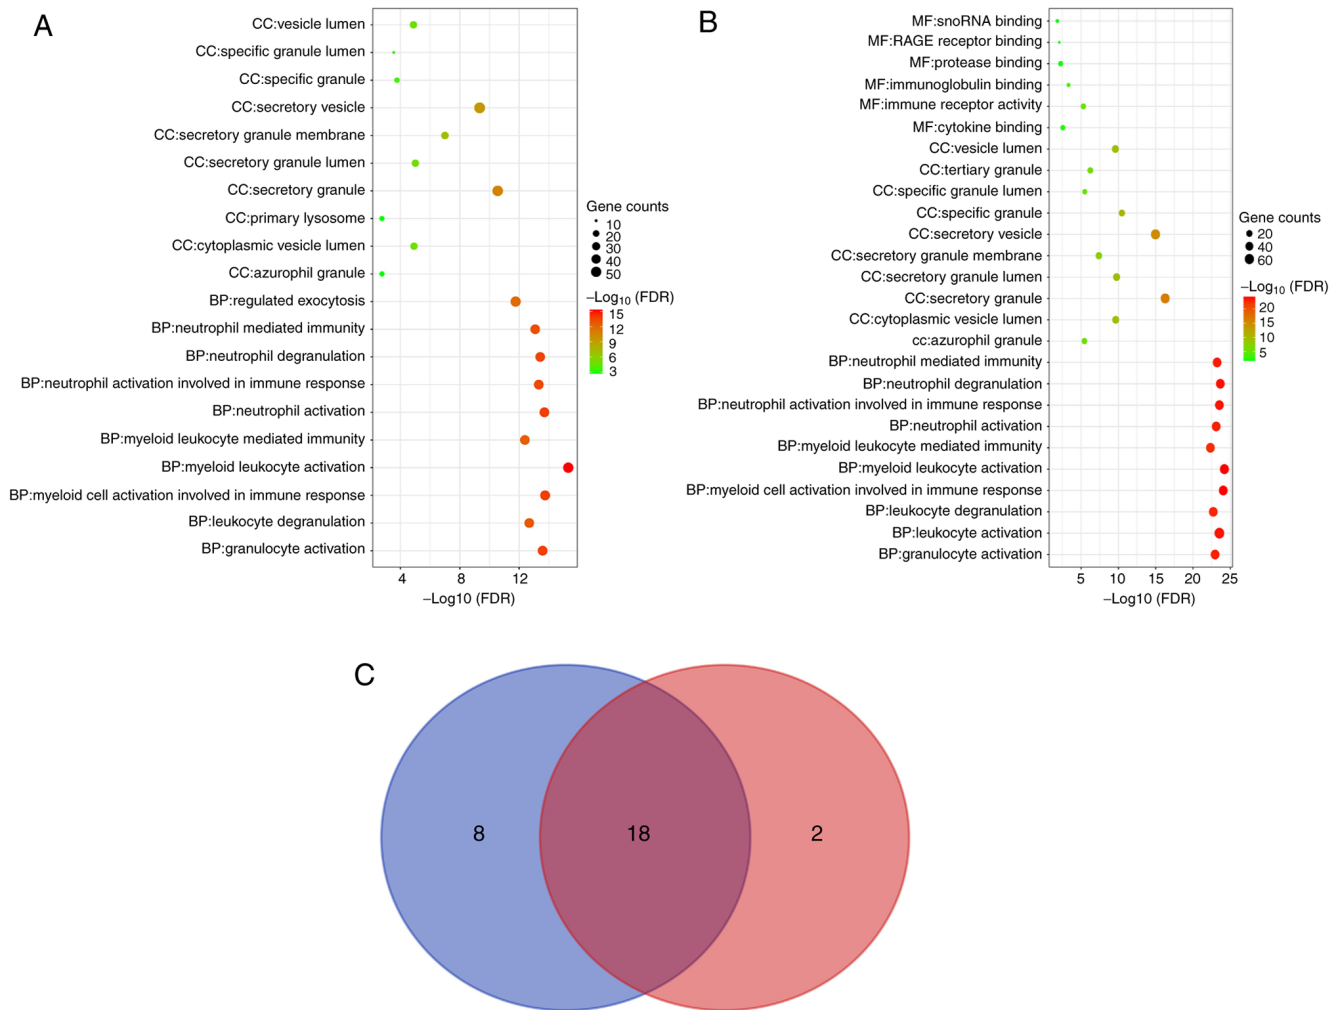 A
CC:vesicle lumen
CC:specific granule lumen
CC:specific granule
CC:secretory vesicle
CC:secretory granule membrane
CC:secretory granule lumen
CC:secretory granule
CC:primary lysosome
CC:cytoplasmic vesicle lumen
CC:azurophil granule
BP:regulated exocytosis
BP:neutrophil mediated immunity
BP:neutrophil degranulation
BP:neutrophil activation involved in immune response
BP:neutrophil activation
BP:myeloid leukocyte mediated immunity
BP:myeloid leukocyte activation
BP:myeloid cell activation involved in immune response
BP:leukocyte degranulation
BP:granulocyte activation
4 8 12
–Log10 (FDR)
Gene counts
10
20
30
40
50
–Log10 (FDR)
15
12
9
6
3
B
MF:snoRNA binding
MF:RAGE receptor binding
MF:protease binding
MF:immunoglobulin binding
MF:immune receptor activity
MF:cytokine binding
CC:vesicle lumen
CC:tertiary granule
CC:specific granule lumen
CC:specific granule
CC:secretory vesicle
CC:secretory granule membrane
CC:secretory granule lumen
CC:secretory granule
CC:cytoplasmic vesicle lumen
cc:azurophil granule
BP:neutrophil mediated immunity
BP:neutrophil degranulation
BP:neutrophil activation involved in immune response
BP:neutrophil activation
BP:myeloid leukocyte mediated immunity
BP:myeloid leukocyte activation
BP:myeloid cell activation involved in immune response
BP:leukocyte degranulation
BP:leukocyte activation
BP:granulocyte activation
5 10 15 20 25
–Log10 (FDR)
Gene counts
20
40
60
–Log10 (FDR)
20
15
10
5
C
8 18 2